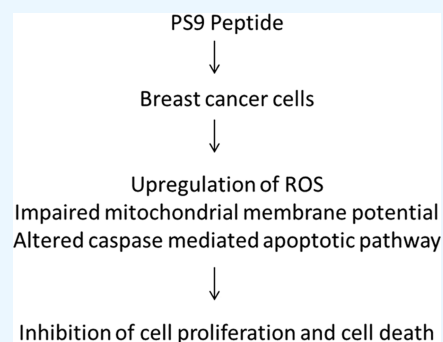 PS9 Peptide
Breast cancer cells
Upregulation of ROS
Impaired mitochondrial membrane potential
Altered caspase mediated apoptotic pathway
Inhibition of cell proliferation and cell death